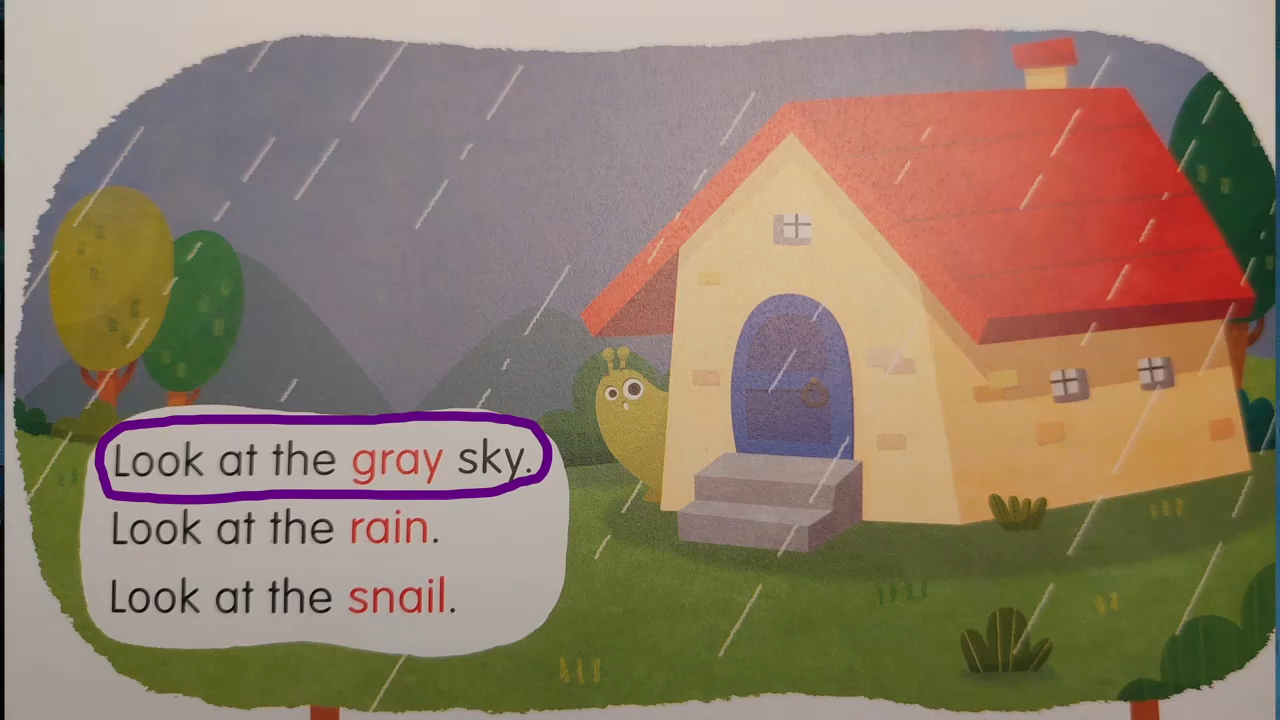 Look at the gray sky.
Look at the rain.
Look at the snail.